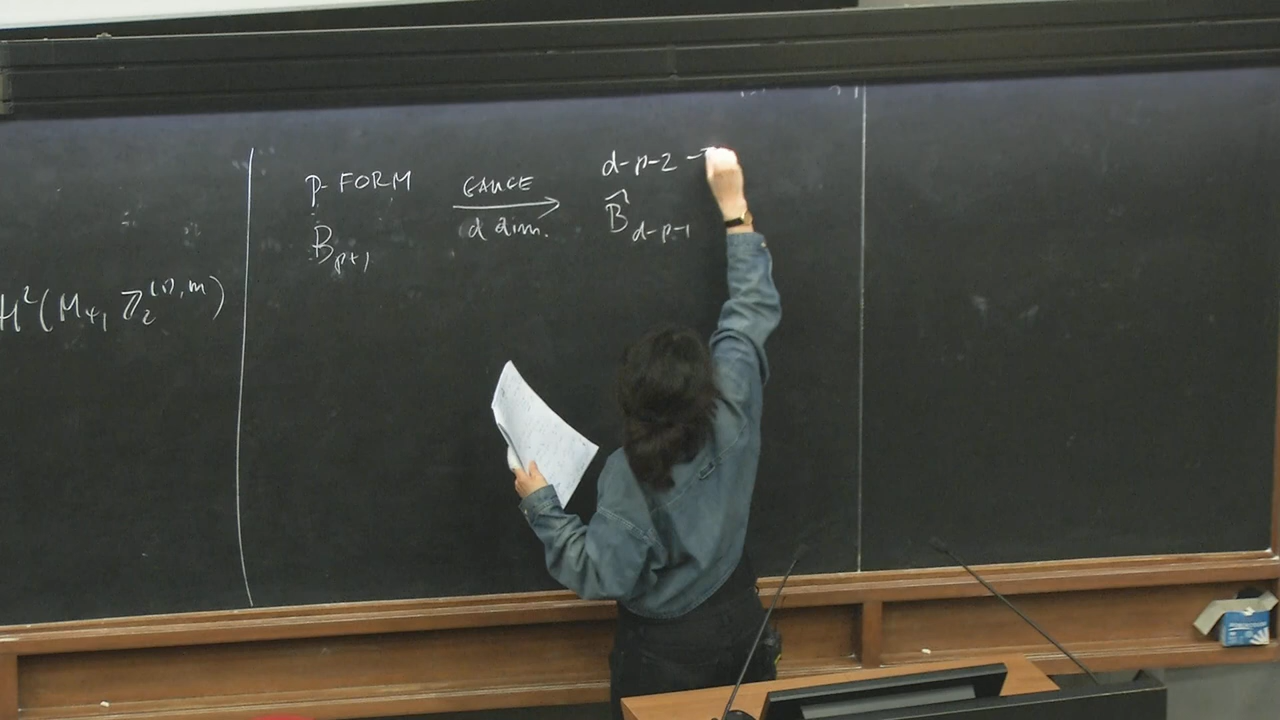 H²(M₄, ℤ₂⁽¹⁾,ᵐ)
p-FORM
B_{p+1}
GAUGE
d dim.
d-p-2 -
B̂_{d-p-1}